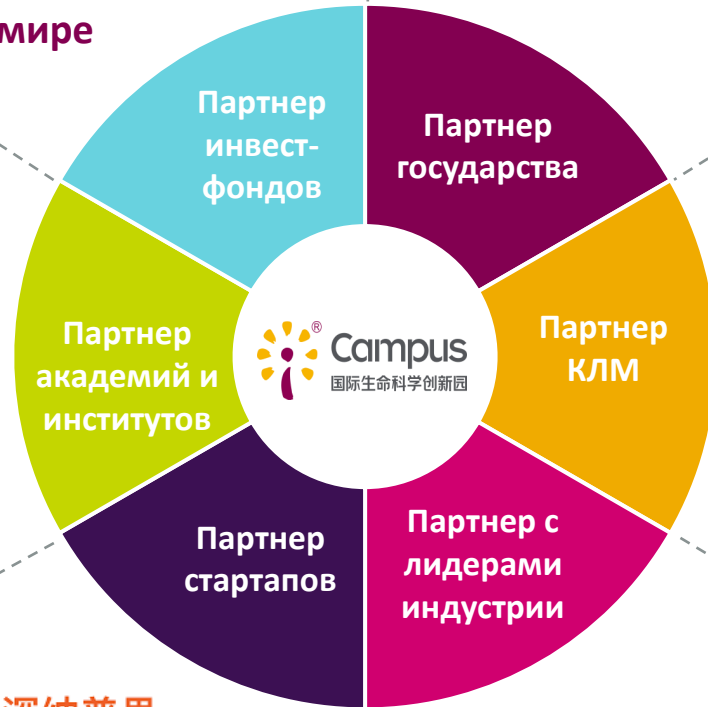 мире
Партнер
инвест-
фондов
Партнер
государства
Партнер
академий и
институтов
® Campus
国际生命科学创新园
Партнер
КЛМ
Партнер
стартапов
Партнер с
лидерами
индустрии